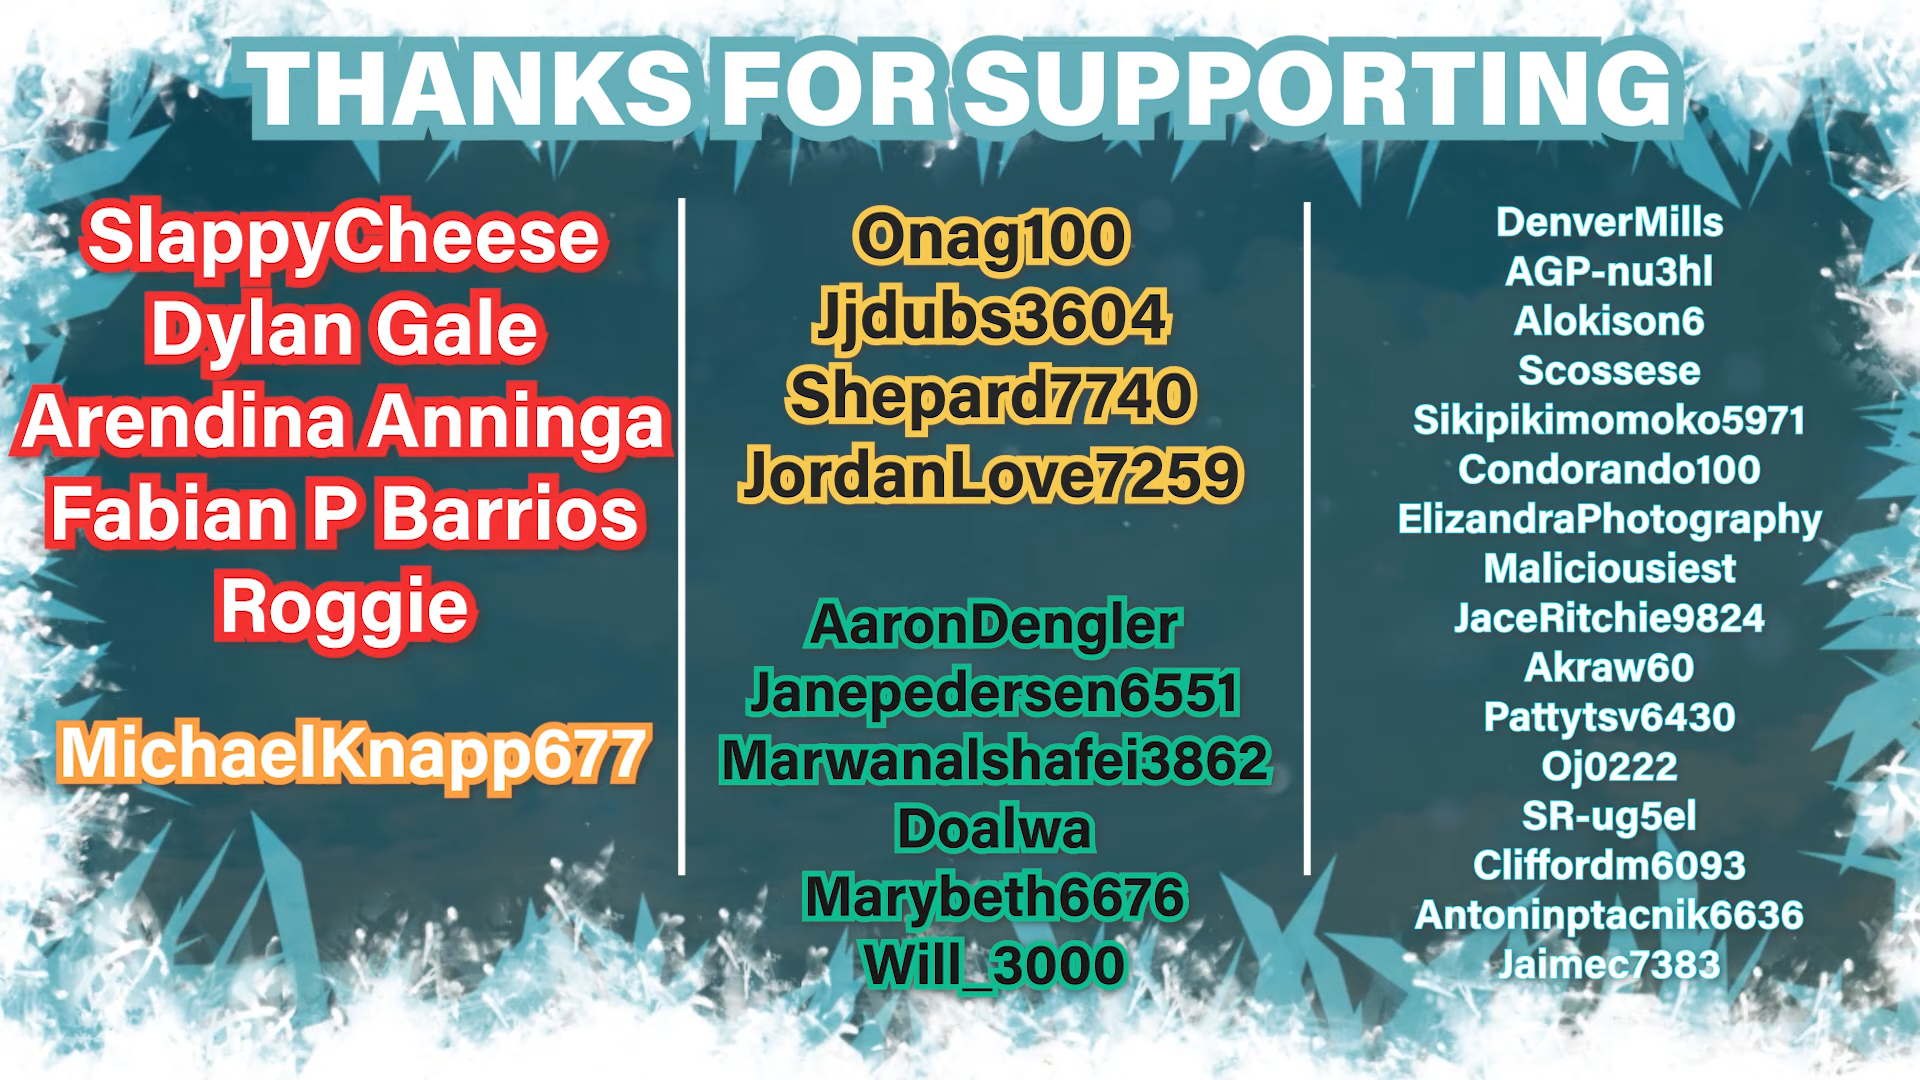 THANKS FOR SUPPORTING
SlappyCheese
Dylan Gale
Arendina Anninga
Fabian P Barrios
Roggie
MichaelKnapp677
Onag100
Jjdubs3604
Shepard7740
JordanLove7259
AaronDengler
Janepedersen6551
Marwanalshafei3862
Doalwa
Marybeth6676
Will_3000
DenverMills
AGP-nu3hl
Alokison6
Scossese
Sikipikimomoko5971
Condorando100
ElizandraPhotography
Maliciousiest
JaceRitchie9824
Akraw60
Pattytsv6430
Oj0222
SR-ug5el
Cliffordm6093
Antoninptacnik6636
Jaimec7383